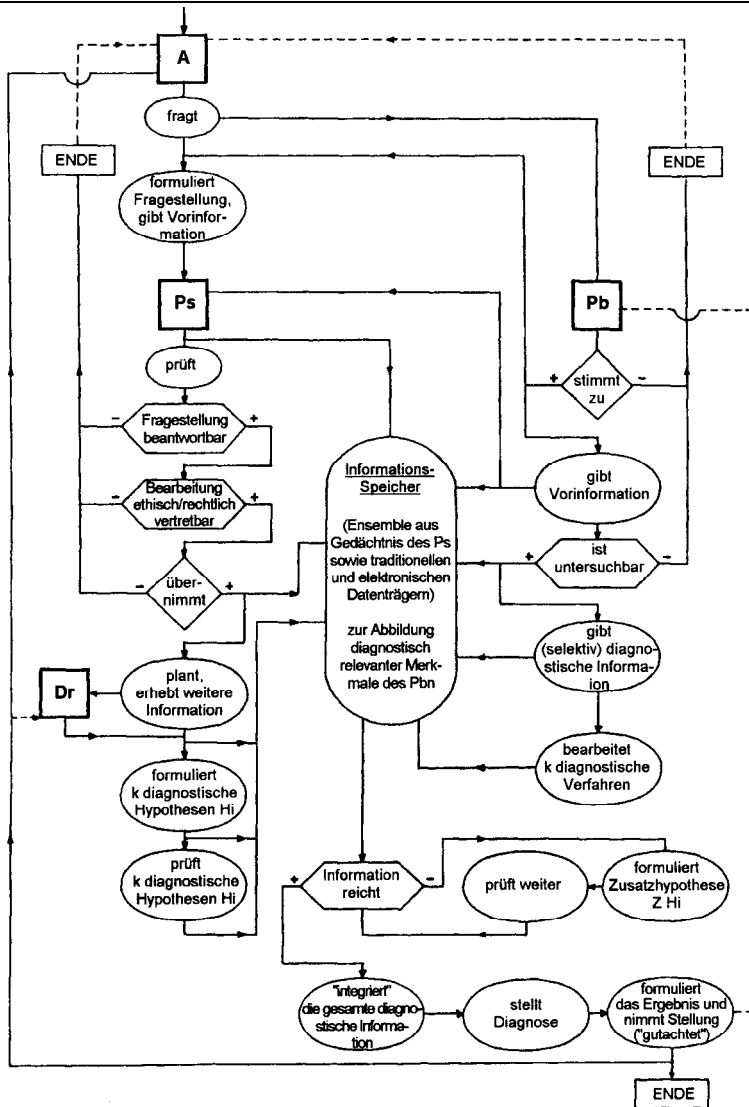 A
fragt
ENDE
ENDE
formuliert
Fragestellung,
gibt Vorinfor-
mation
Ps
Pb
prüft
+
stimmt
zu
-
-
Fragestellung
beantwortbar
+
-
Bearbeitung
ethisch/rechtlich
vertretbar
+
-
über-
nimmt
+
Informations-
Speicher
(Ensemble aus
Gedächtnis des Ps
sowie traditionellen
und elektronischen
Datenträgern)
zur Abbildung
diagnostisch
relevanter Merk-
male des Pbn
gibt
Vorinformation
+
ist
untersuchbar
-
gibt
(selektiv) diagno-
stische Informa-
tion
bearbeitet
k diagnostische
Verfahren
Dr
plant,
erhebt weitere
Information
formuliert
k diagnostische
Hypothesen Hi
prüft
k diagnostische
Hypothesen Hi
+
Information
reicht
-
prüft weiter
formuliert
Zusatzhypothese
Z Hi
"integriert"
die gesamte diagno-
stische Informa-
tion
stellt
Diagnose
formuliert
das Ergebnis und
nimmt Stellung
("gutachtet")
ENDE